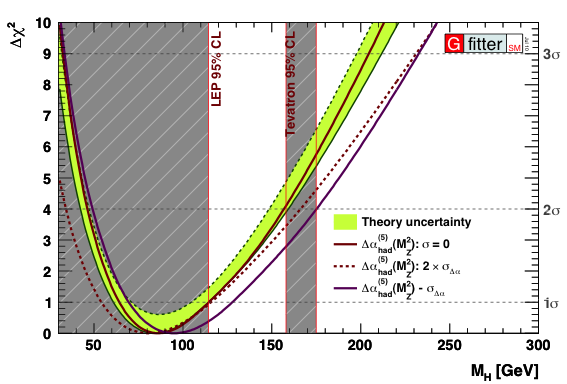 Δχ²
10
9
8
7
6
5
4
3
2
1
0
LEP 95% CL
Tevatron 95% CL
G fitter SM
3σ
2σ
1σ
Theory uncertainty
Δα_had^(5)(M_Z^2): σ = 0
Δα_had^(5)(M_Z^2): 2 × σ_Δα
Δα_had^(5)(M_Z^2) - σ_Δα
50 100 150 200 250 300
M_H [GeV]